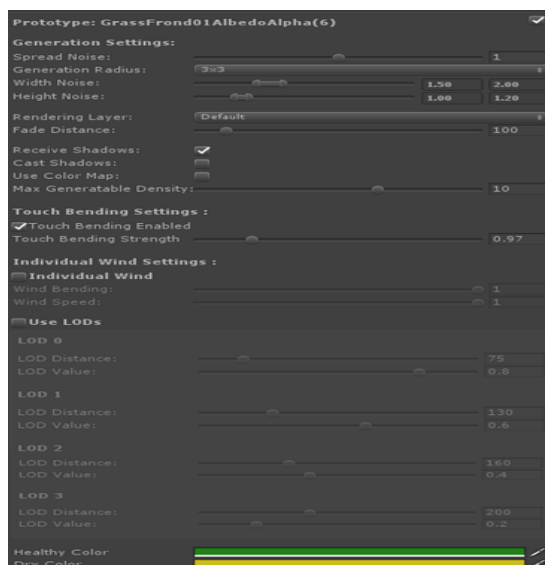 Prototype: GrassFrond01AlbedoAlpha(6)
Generation Settings:
Spread Noise: 1
Generation Radius: 3x3
Width Noise: 1.50 2.00
Height Noise: 1.00 1.20
Rendering Layer: Default
Fade Distance: 100
Receive Shadows:
Cast Shadows:
Use Color Map:
Max Generatable Density: 10
Touch Bending Settings :
Touch Bending Enabled
Touch Bending Strength 0.97
Individual Wind Settings :
Individual Wind
Wind Bending: 1
Wind Speed: 1
Use LODs
LOD 0
LOD Distance: 75
LOD Value: 0.8
LOD 1
LOD Distance: 130
LOD Value: 0.6
LOD 2
LOD Distance: 160
LOD Value: 0.4
LOD 3
LOD Distance: 200
LOD Value: 0.2
Healthy Color
Dry Color